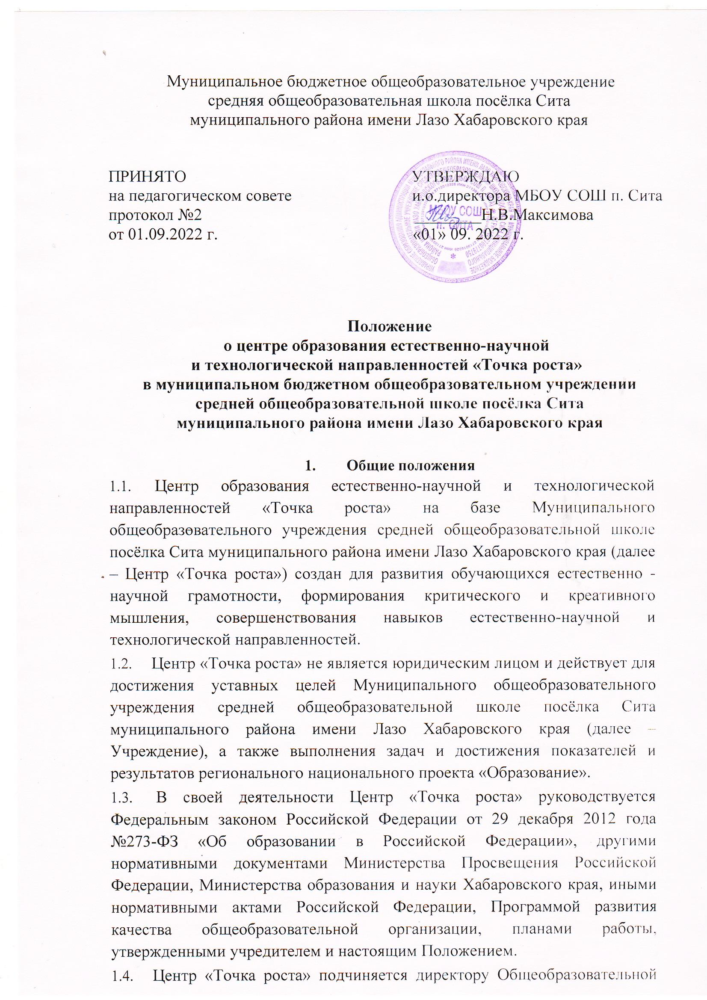 Муниципальное бюджетное общеобразовательное учреждение
средняя общеобразовательная школа посёлка Сита
муниципального района имени Лазо Хабаровского края
ПРИНЯТО
на педагогическом совете
протокол №2
от 01.09.2022 г.
УТВЕРЖДАЮ
и.о.директора МБОУ СОШ п. Сита
Н.В.Максимова
«01» 09. 2022 г.
МБОУ СОШ
п. СИТА
Положение
о центре образования естественно-научной
и технологической направленностей «Точка роста»
в муниципальном бюджетном общеобразовательном учреждении
средней общеобразовательной школе посёлка Сита
муниципального района имени Лазо Хабаровского края
1. Общие положения
1.1. Центр образования естественно-научной и технологической
направленностей «Точка роста» на базе Муниципального
общеобразовательного учреждения средней общеобразовательной школе
посёлка Сита муниципального района имени Лазо Хабаровского края (далее
– Центр «Точка роста») создан для развития обучающихся естественно -
научной грамотности, формирования критического и креативного
мышления, совершенствования навыков естественно-научной и
технологической направленностей.
1.2. Центр «Точка роста» не является юридическим лицом и действует для
достижения уставных целей Муниципального общеобразовательного
учреждения средней общеобразовательной школе посёлка Сита
муниципального района имени Лазо Хабаровского края (далее –
Учреждение), а также выполнения задач и достижения показателей и
результатов регионального национального проекта «Образование».
1.3. В своей деятельности Центр «Точка роста» руководствуется
Федеральным законом Российской Федерации от 29 декабря 2012 года
№273-ФЗ «Об образовании в Российской Федерации», другими
нормативными документами Министерства Просвещения Российской
Федерации, Министерства образования и науки Хабаровского края, иными
нормативными актами Российской Федерации, Программой развития
качества общеобразовательной организации, планами работы,
утвержденными учредителем и настоящим Положением.
1.4. Центр «Точка роста» подчиняется директору Общеобразовательной